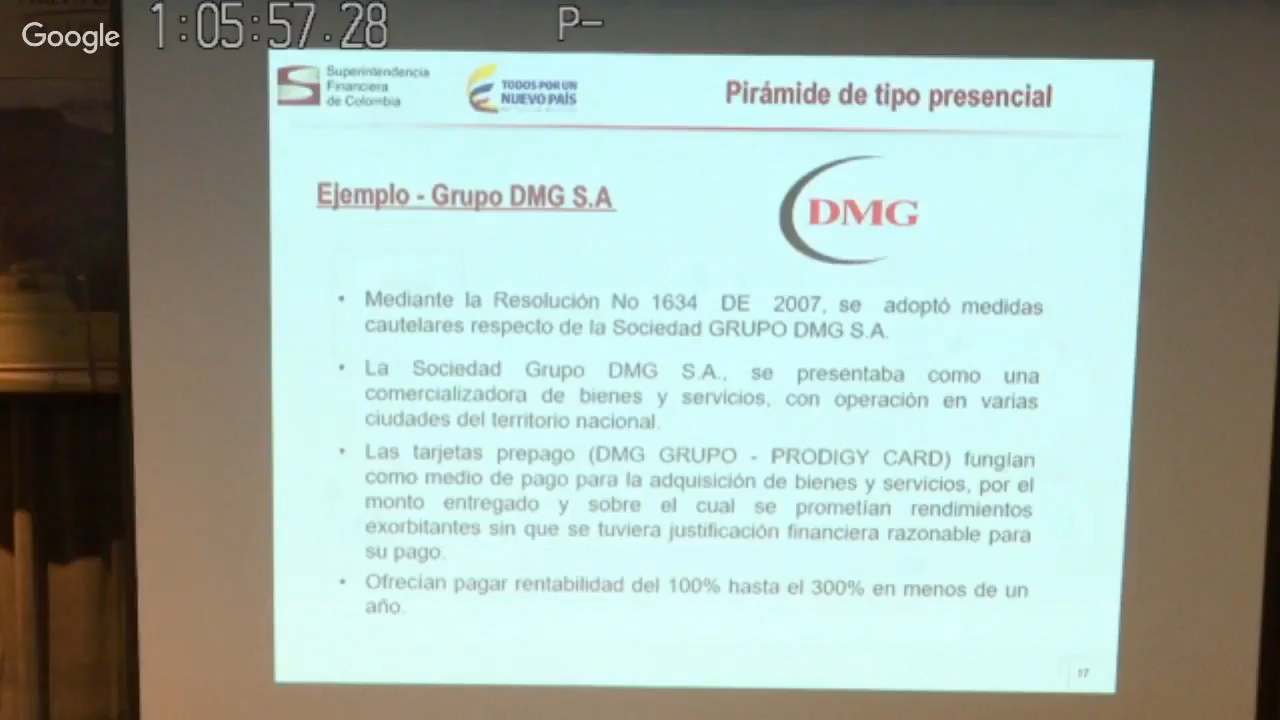 Google
1:05:57.28
P-
Superintendencia
Financiera
de Colombia
TODOS POR UN
NUEVO PAÍS
Pirámide de tipo presencial
Ejemplo - Grupo DMG S.A
DMG
• Mediante la Resolución No 1634 DE 2007, se adoptó medidas
cautelares respecto de la Sociedad GRUPO DMG S.A.
• La Sociedad Grupo DMG S.A., se presentaba como una
comercializadora de bienes y servicios, con operación en varias
ciudades del territorio nacional.
• Las tarjetas prepago (DMG GRUPO - PRODIGY CARD) fungían
como medio de pago para la adquisición de bienes y servicios, por el
monto entregado y sobre el cual se prometían rendimientos
exorbitantes sin que se tuviera justificación financiera razonable para
su pago.
• Ofrecían pagar rentabilidad del 100% hasta el 300% en menos de un
año.
17